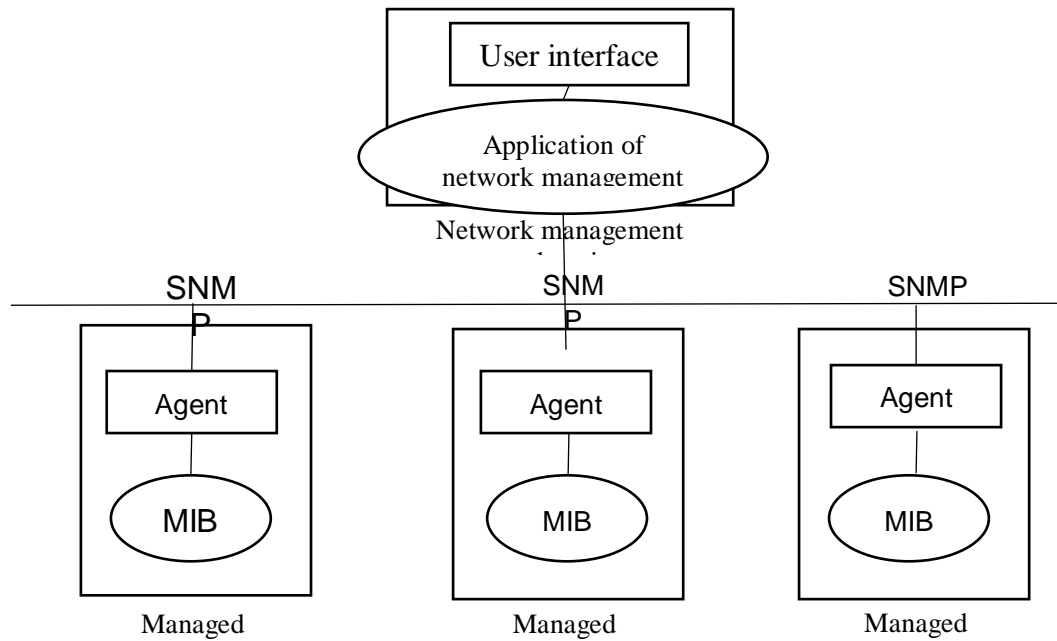 User interface
Application of
network management
Network management
SNM
P
SNM
P
SNMP
Agent
Agent
Agent
MIB
MIB
MIB
Managed
Managed
Managed